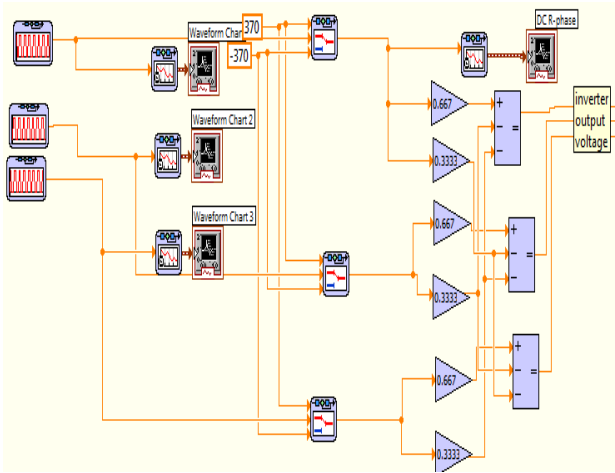 Waveform Char
370
-370
DC R-phase
0.667
+
−
−
=
inverter
output
voltage
0.3333
Waveform Chart 2
Waveform Chart 3
0.667
+
−
−
=
0.3333
0.667
+
−
−
=
0.3333